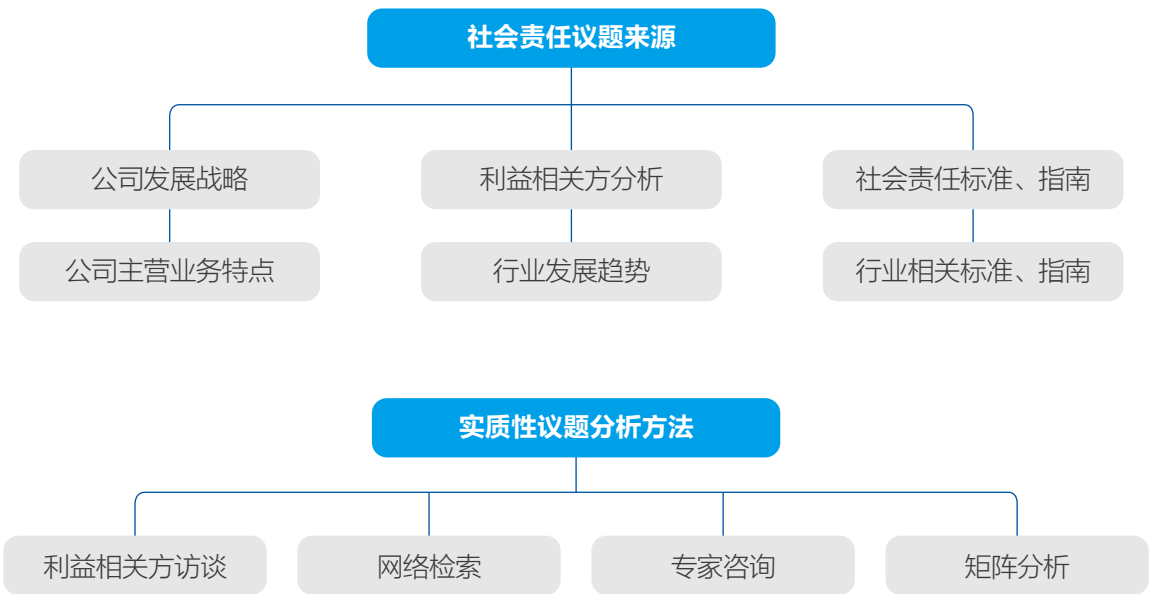 社会责任议题来源
公司发展战略
利益相关方分析
社会责任标准、指南
公司主营业务特点
行业发展趋势
行业相关标准、指南
实质性议题分析方法
利益相关方访谈
网络检索
专家咨询
矩阵分析